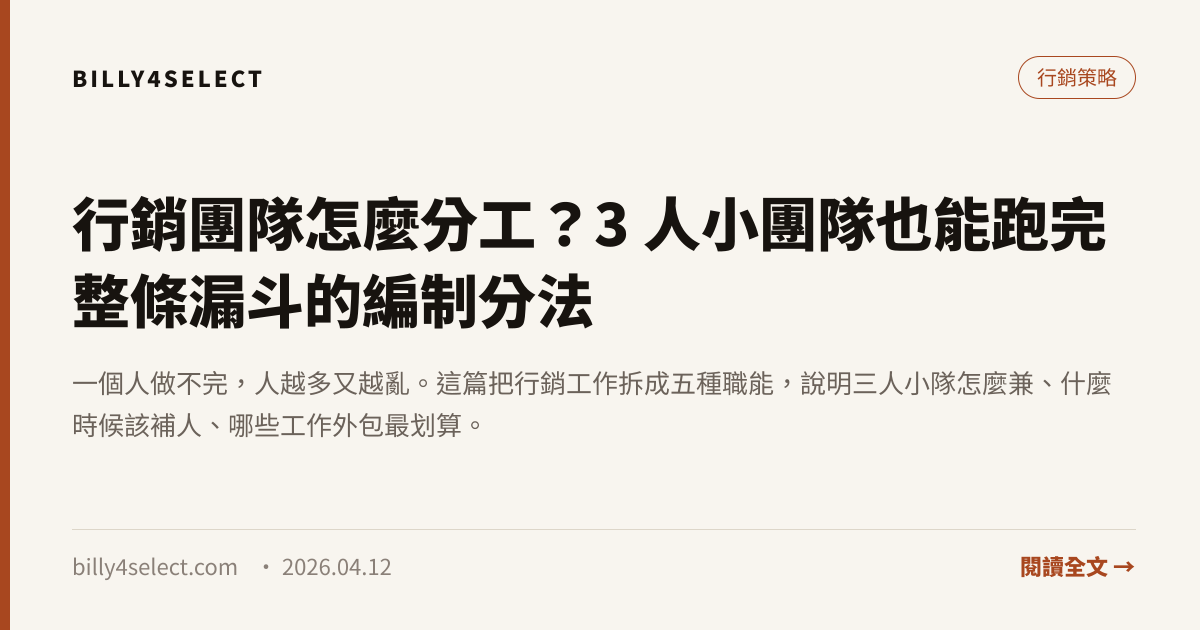 BILLY4SELECT
行銷策略
行銷團隊怎麼分工？3 人小團隊也能跑完
整條漏斗的編制分法
一個人做不完，人越多又越亂。這篇把行銷工作拆成五種職能，說明三人小隊怎麼兼、什麼
時候該補人、哪些工作外包最划算。
billy4select.com ・ 2026.04.12
閱讀全文 →